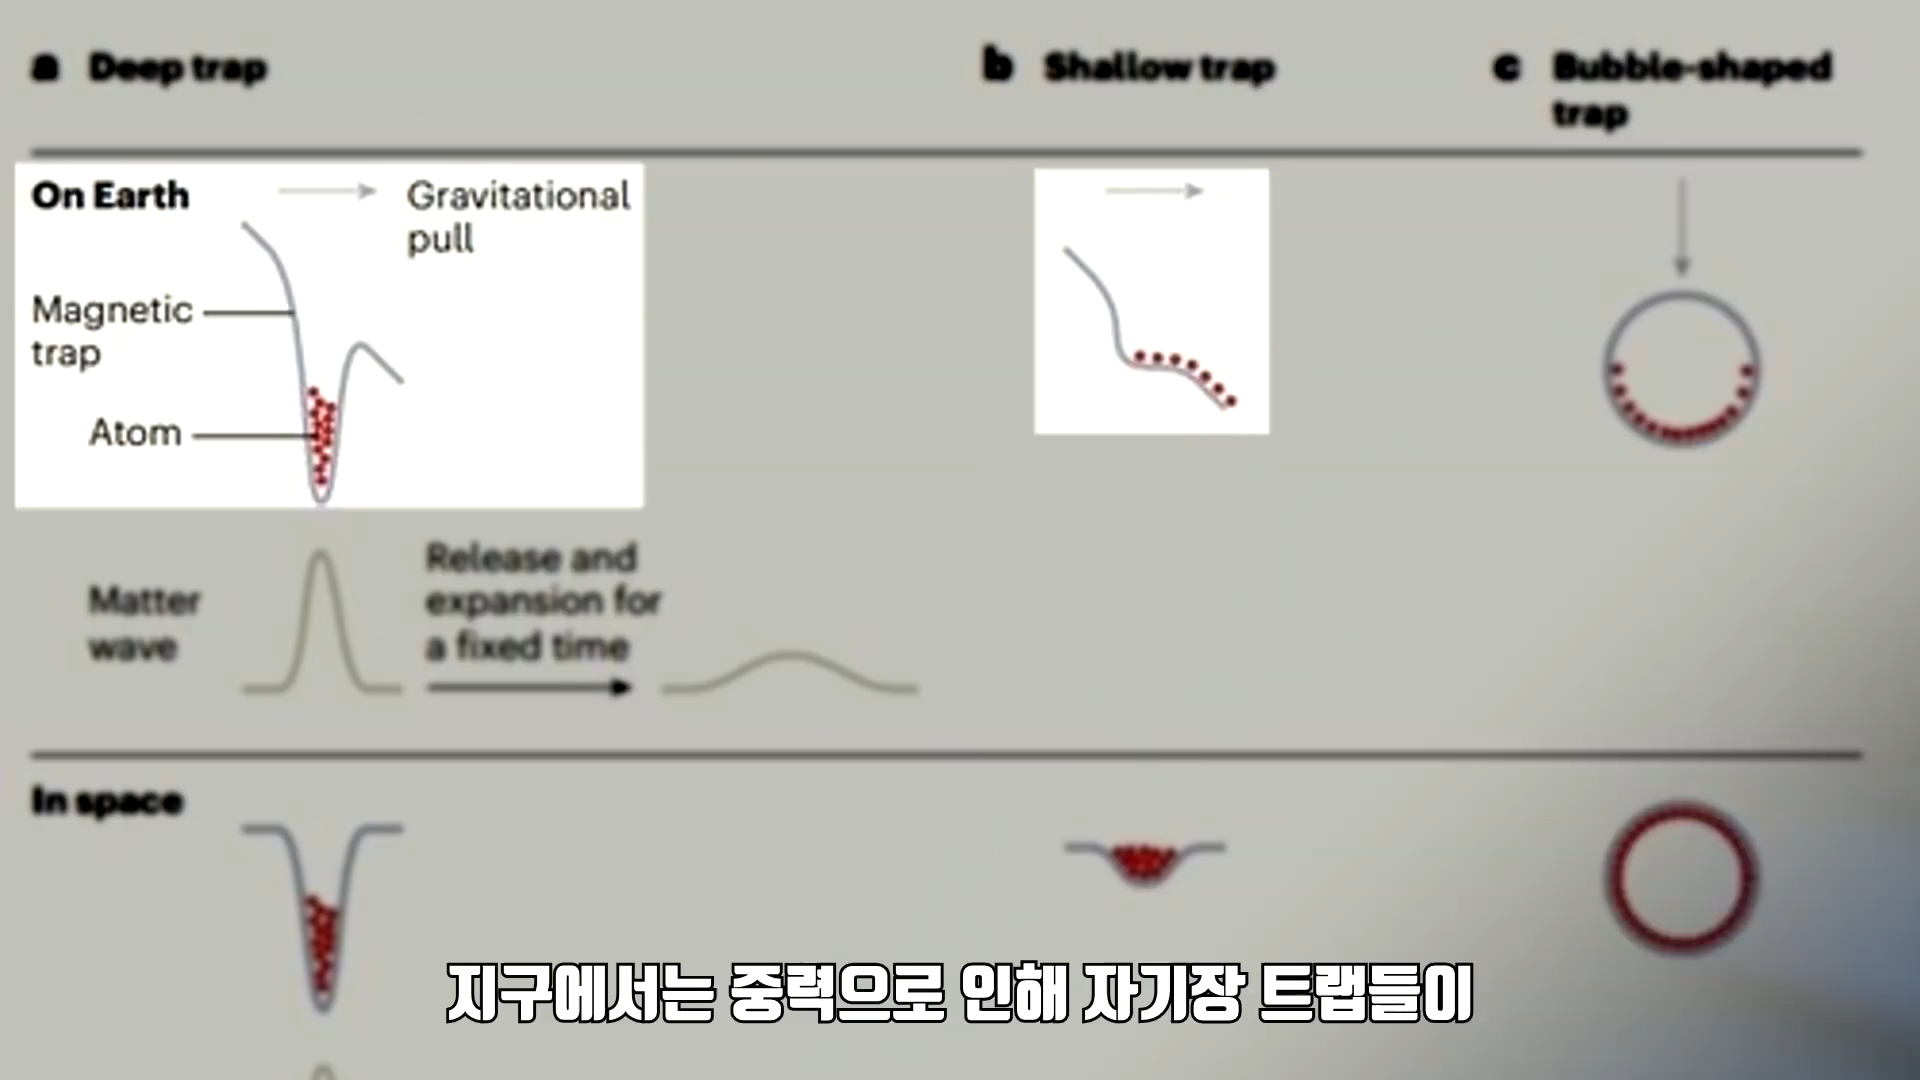 a Deep trap
b Shallow trap
c Bubble-shaped
trap
On Earth
Gravitational
pull
Magnetic
trap
Atom
Matter
wave
Release and
expansion for
a fixed time
In space
지구에서는 중력으로 인해 자기장 트랩들이